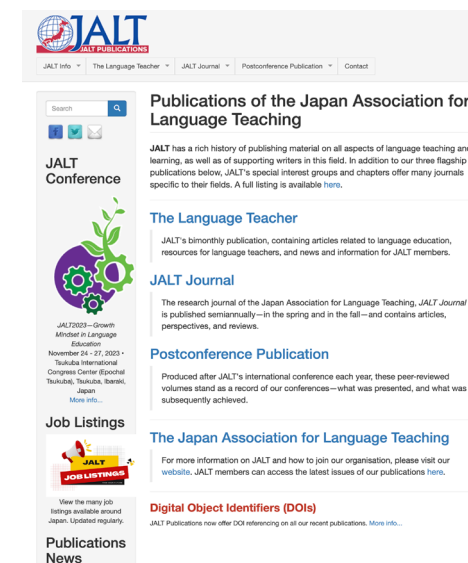 JALT
JALT PUBLICATIONS
JALT Info
The Language Teacher
JALT Journal
Postconference Publication
Contact
Search
JALT
Conference
JALT2023—Growth
Mindset in Language
Education
November 24 - 27, 2023 •
Tsukuba International
Congress Center (Epochal
Tsukuba), Tsukuba, Ibaraki,
Japan
More info...
Job Listings
JALT
JOB LISTINGS
View the many job
listings available around
Japan. Updated regularly.
Publications
News
Publications of the Japan Association for
Language Teaching
JALT has a rich history of publishing material on all aspects of language teaching and
learning, as well as of supporting writers in this field. In addition to our three flagship
publications below, JALT's special interest groups and chapters offer many journals
specific to their fields. A full listing is available here.
The Language Teacher
JALT's bimonthly publication, containing articles related to language education,
resources for language teachers, and news and information for JALT members.
JALT Journal
The research journal of the Japan Association for Language Teaching, JALT Journal
is published semiannually—in the spring and in the fall—and contains articles,
perspectives, and reviews.
Postconference Publication
Produced after JALT's international conference each year, these peer-reviewed
volumes stand as a record of our conferences—what was presented, and what was
subsequently achieved.
The Japan Association for Language Teaching
For more information on JALT and how to join our organisation, please visit our
website. JALT members can access the latest issues of our publications here.
Digital Object Identifiers (DOIs)
JALT Publications now offer DOI referencing on all our recent publications. More info...